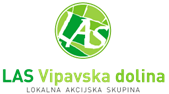 LAS
LAS Vipavska dolina
LOKALNA AKCIJSKA SKUPINA